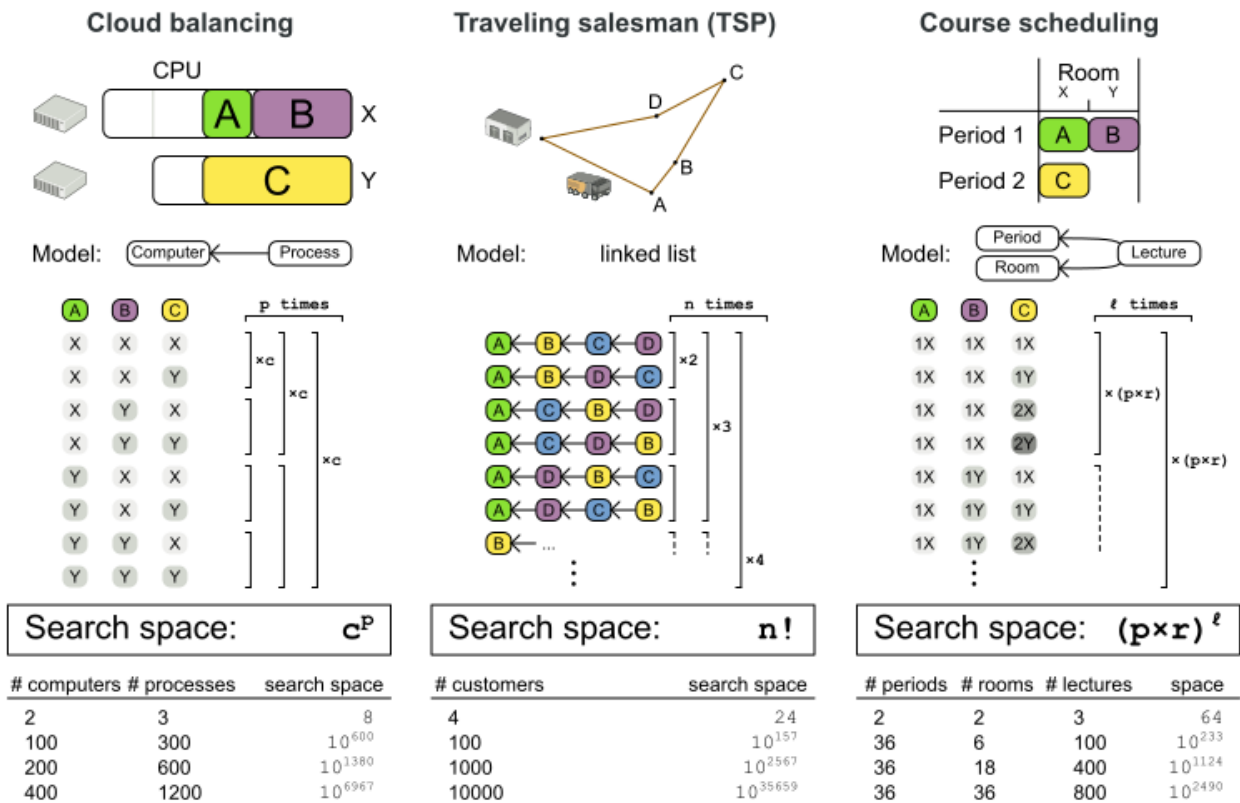 Cloud balancing
CPU
A B X
C Y
Model: Computer Process
A B C p times
X X X
X X Y
X Y X
X Y Y
Y X X
Y X Y
Y Y X
Y Y Y
×c
×c
×c
Search space: c^p
# computers # processes search space
2 3 8
100 300 10^600
200 600 10^1380
400 1200 10^6967
Traveling salesman (TSP)
C
D
B
A
Model: linked list
n times
A B C D
A B D C
A C B D
A C D B
A D B C
A D C B
B ...
×2
×3
×4
Search space: n!
# customers search space
4 24
100 10^157
1000 10^2567
10000 10^35659
Course scheduling
Room
X Y
Period 1 A B
Period 2 C
Model: Period Room Lecture
A B C ℓ times
1X 1X 1X
1X 1X 1Y
1X 1X 2X
1X 1X 2Y
1X 1Y 1X
1X 1Y 1Y
1X 1Y 2X
×(p×r)
×(p×r)
Search space: (p×r)^ℓ
# periods # rooms # lectures space
2 2 3 64
36 6 100 10^233
36 18 400 10^1124
36 36 800 10^2490